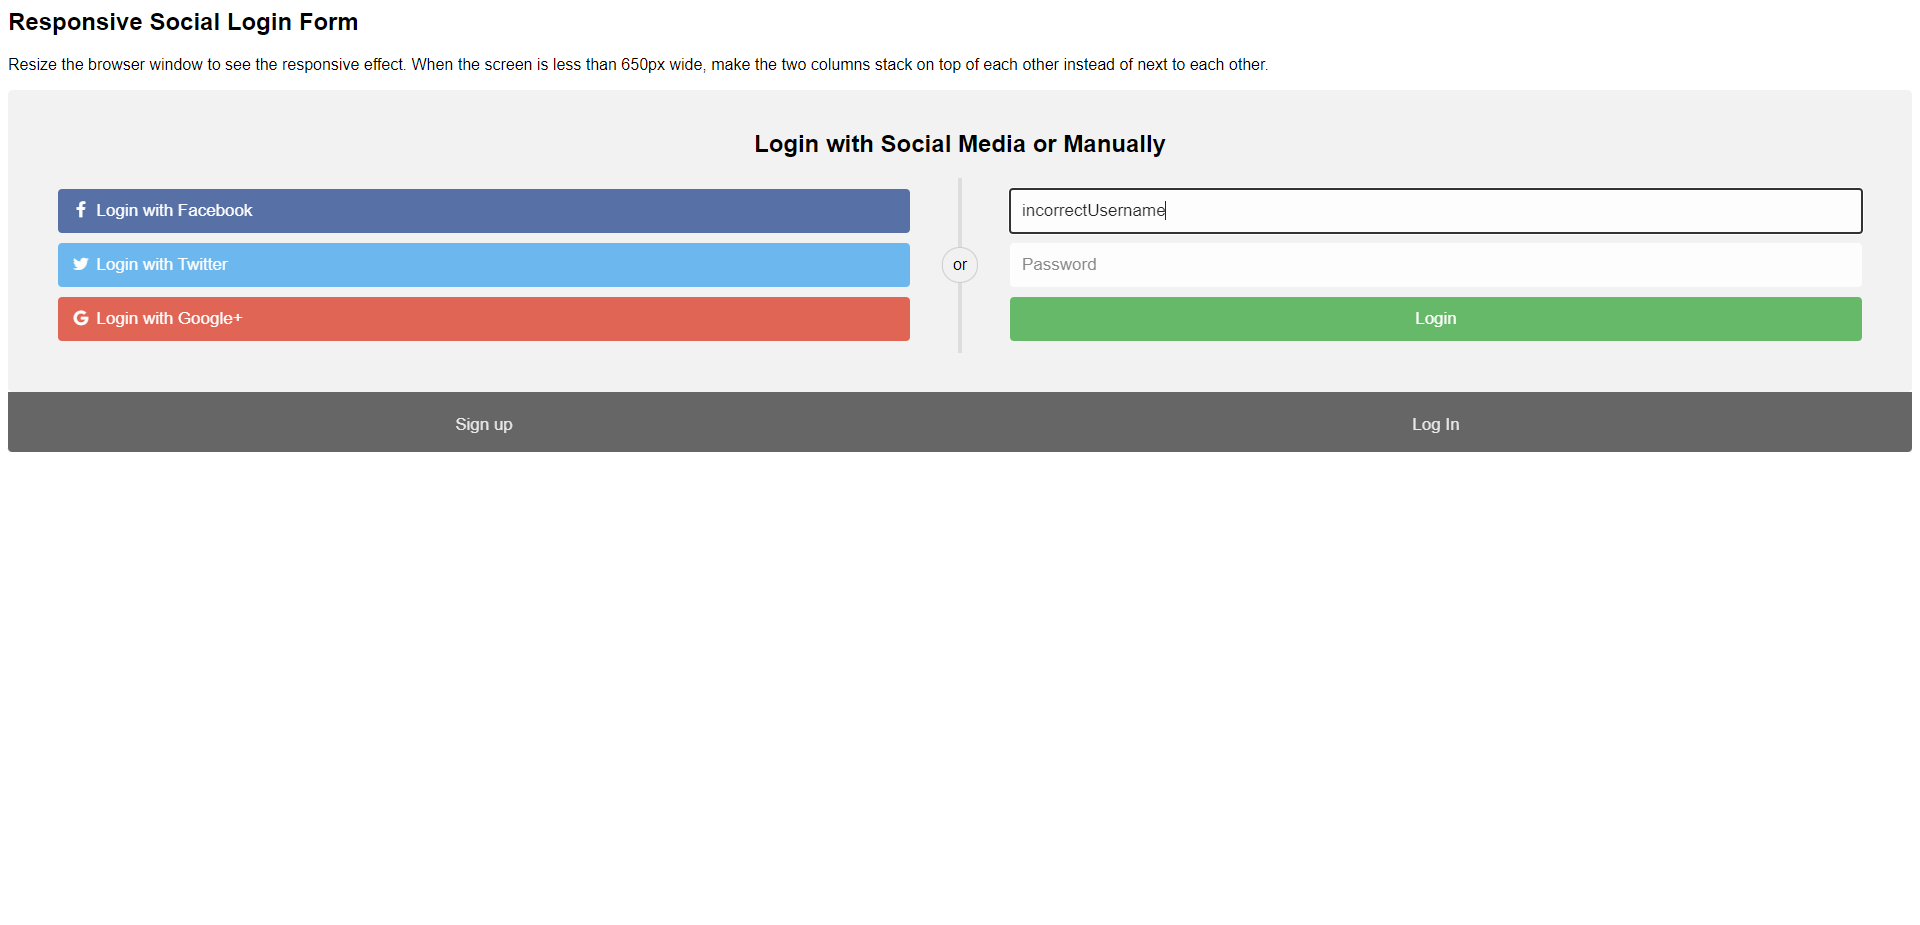 Responsive Social Login Form
Resize the browser window to see the responsive effect. When the screen is less than 650px wide, make the two columns stack on top of each other instead of next to each other.
Login with Social Media or Manually
Login with Facebook
Login with Twitter
Login with Google+
or
incorrectUsername
Password
Login
Sign up
Log In